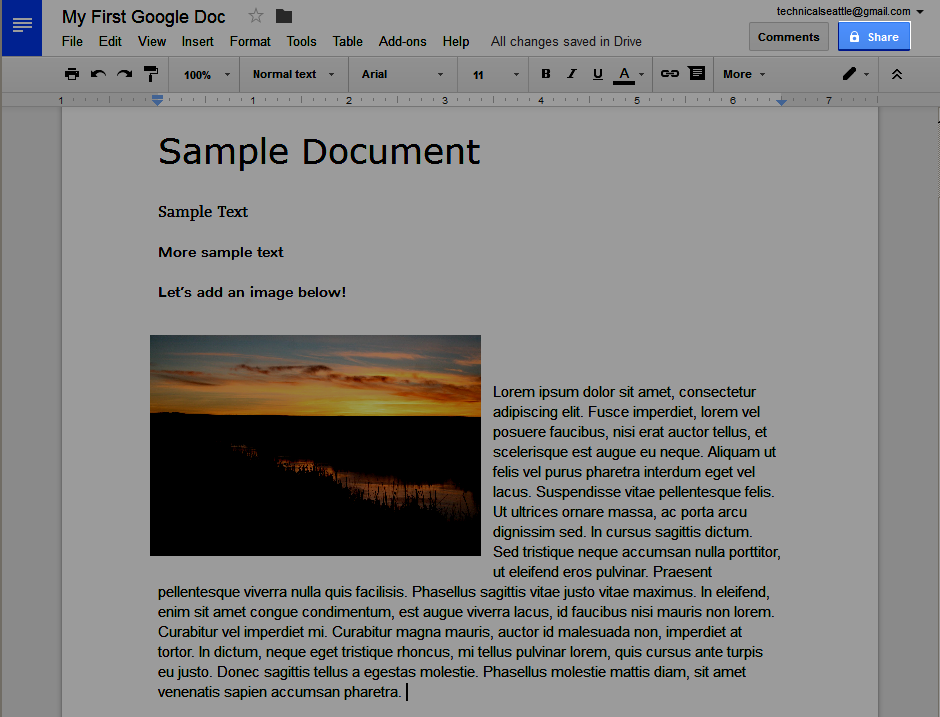 My First Google Doc
technicalseattle@gmail.com
File Edit View Insert Format Tools Table Add-ons Help All changes saved in Drive
Comments
Share
100% Normal text Arial 11 B I U A More
1 1 2 3 4 5 6 7
Sample Document
Sample Text
More sample text
Let's add an image below!
Lorem ipsum dolor sit amet, consectetur
adipiscing elit. Fusce imperdiet, lorem vel
posuere faucibus, nisi erat auctor tellus, et
scelerisque est augue eu neque. Aliquam ut
felis vel purus pharetra interdum eget vel
lacus. Suspendisse vitae pellentesque felis.
Ut ultrices ornare massa, ac porta arcu
dignissim sed. In cursus sagittis dictum.
Sed tristique neque accumsan nulla porttitor,
ut eleifend eros pulvinar. Praesent
pellentesque viverra nulla quis facilisis. Phasellus sagittis vitae justo vitae maximus. In eleifend,
enim sit amet congue condimentum, est augue viverra lacus, id faucibus nisi mauris non lorem.
Curabitur vel imperdiet mi. Curabitur magna mauris, auctor id malesuada non, imperdiet at
tortor. In dictum, neque eget tristique rhoncus, mi tellus pulvinar lorem, quis cursus ante turpis
eu justo. Donec sagittis tellus a egestas molestie. Phasellus molestie mattis diam, sit amet
venenatis sapien accumsan pharetra.